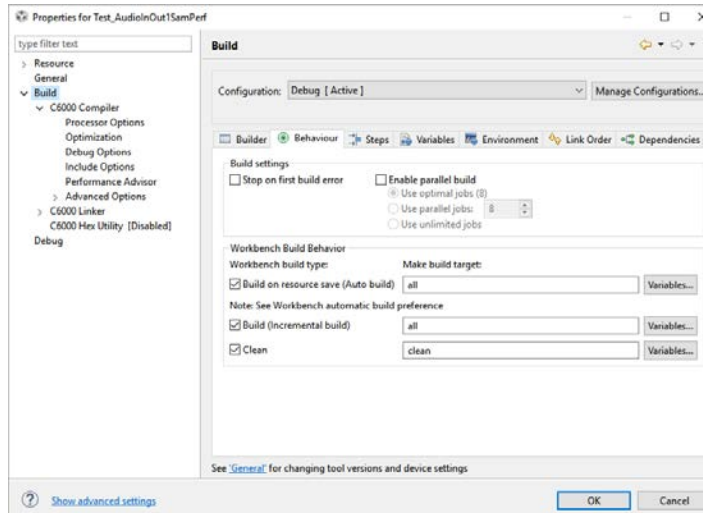 Properties for Test_AudioInOut1SamPerf
type filter text
Build
Resource
General
Build
C6000 Compiler
Processor Options
Optimization
Debug Options
Include Options
Performance Advisor
Advanced Options
C6000 Linker
C6000 Hex Utility [Disabled]
Debug
Configuration: Debug [ Active ] Manage Configurations...
Builder Behaviour Steps Variables Environment Link Order Dependencies
Build settings
Stop on first build error Enable parallel build
Use optimal jobs (8)
Use parallel jobs: 8
Use unlimited jobs
Workbench Build Behavior
Workbench build type: Make build target:
Build on resource save (Auto build) all Variables...
Note: See Workbench automatic build preference
Build (Incremental build) all Variables...
Clean clean Variables...
See 'General' for changing tool versions and device settings
? Show advanced settings OK Cancel